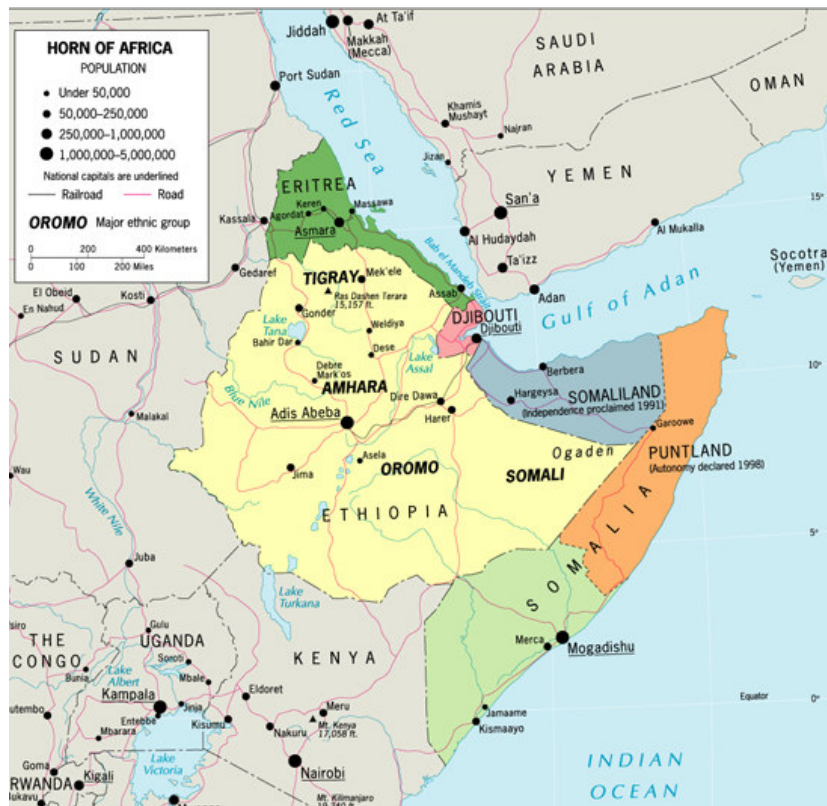 HORN OF AFRICA
POPULATION
Under 50,000
50,000–250,000
250,000–1,000,000
1,000,000–5,000,000
National capitals are underlined
Railroad Road
OROMO Major ethnic group
0 200 400 Kilometers
0 100 200 Miles
Jiddah
At Ta'if
Makkah
(Mecca)
SAUDI
ARABIA
OMAN
Port Sudan
Red Sea
Khamis
Mushayt
Najran
Jizan
YEMEN
ERITREA
Keren
Massawa
Kassala
Agordat
Asmara
San'a
15°
Al Hudaydah
Al Mukalla
Ta'izz
Socotra
(Yemen)
Bab el Mandeb Strait
Gedaref
TIGRAY
Mek'ele
Ras Dashen Terara
15,157 ft.
Assab
Adan
Gulf of Adan
El Obeid
Kosti
En Nahud
Gonder
Lake
Tana
Weldiya
DJIBOUTI
Djibouti
Bahir Dar
Dese
Lake
Assal
SUDAN
Debre
Mark'os
AMHARA
Berbera
10°
Blue Nile
Dire Dawa
Hargeysa
SOMALILAND
(Independence proclaimed 1991)
Malakal
Adis Abeba
Harer
Garoowe
Ogaden
PUNTLAND
(Autonomy declared 1998)
Wau
Asela
Jima
OROMO
SOMALI
ETHIOPIA
White Nile
5°
SOMALIA
Juba
Lake
Turkana
THE
CONGO
Gulu
UGANDA
Soroti
Lake
Albert
Bunia
Mbale
KENYA
Merca
Mogadishu
Kampala
Eldoret
Jinja
Entebbe
Meru
Equator
0°
Mbarara
Kisumu
Mt. Kenya
17,058 ft.
Nakuru
Jamaame
Kismaayo
Lake
Victoria
Goma
RWANDA
Kigali
Nairobi
INDIAN
OCEAN
Mt. Kilimanjaro